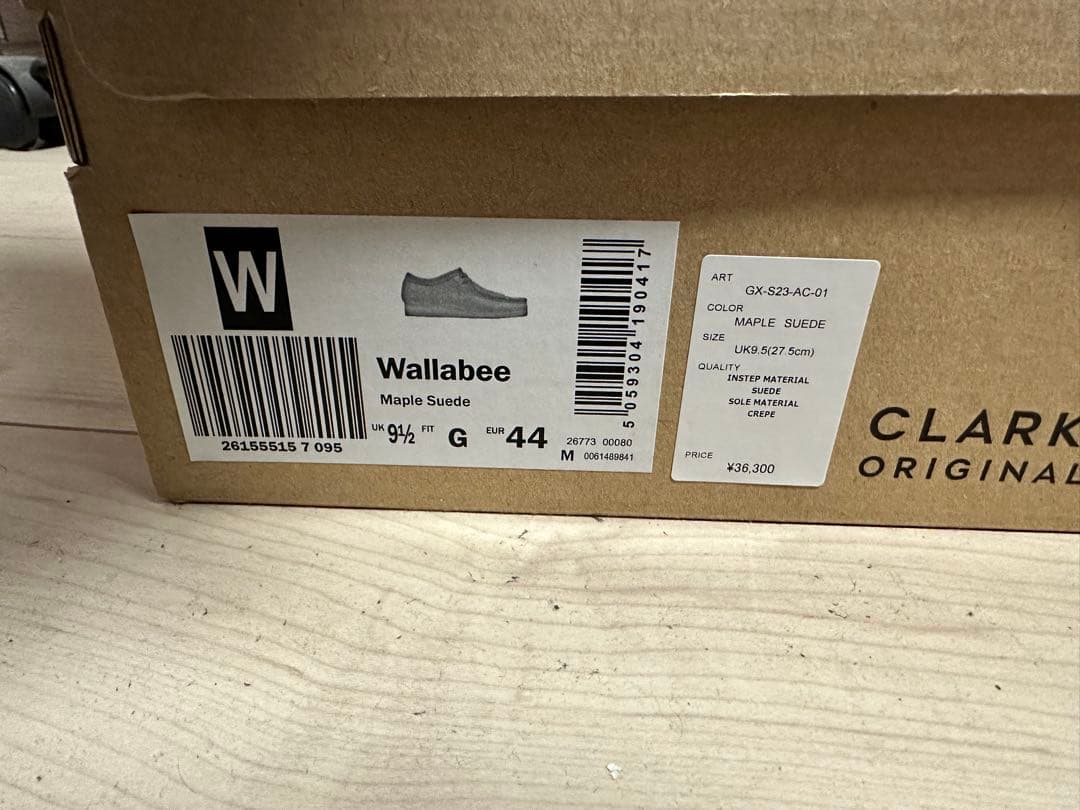 W
26155515 7 095
Wallabee
Maple Suede
UK 9½ FIT G EUR 44
5 059304 190417
26773 00080
M 0061489841
ART
GX-S23-AC-01
COLOR
MAPLE SUEDE
SIZE
UK9.5(27.5cm)
QUALITY
INSTEP MATERIAL
SUEDE
SOLE MATERIAL
CREPE
PRICE
¥36,300
CLARK
ORIGINAL